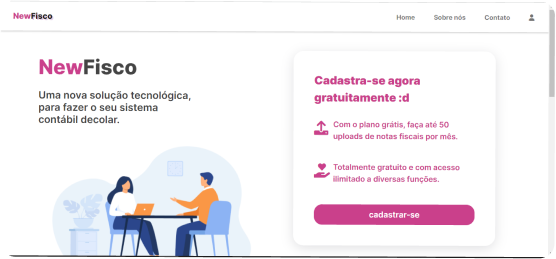 NewFisco
Home Sobre nós Contato
NewFisco
Uma nova solução tecnológica,
para fazer o seu sistema
contábil decolar.
Cadastra-se agora
gratuitamente :d
Com o plano grátis, faça até 50
uploads de notas fiscais por mês.
Totalmente gratuito e com acesso
ilimitado a diversas funções.
cadastrar-se